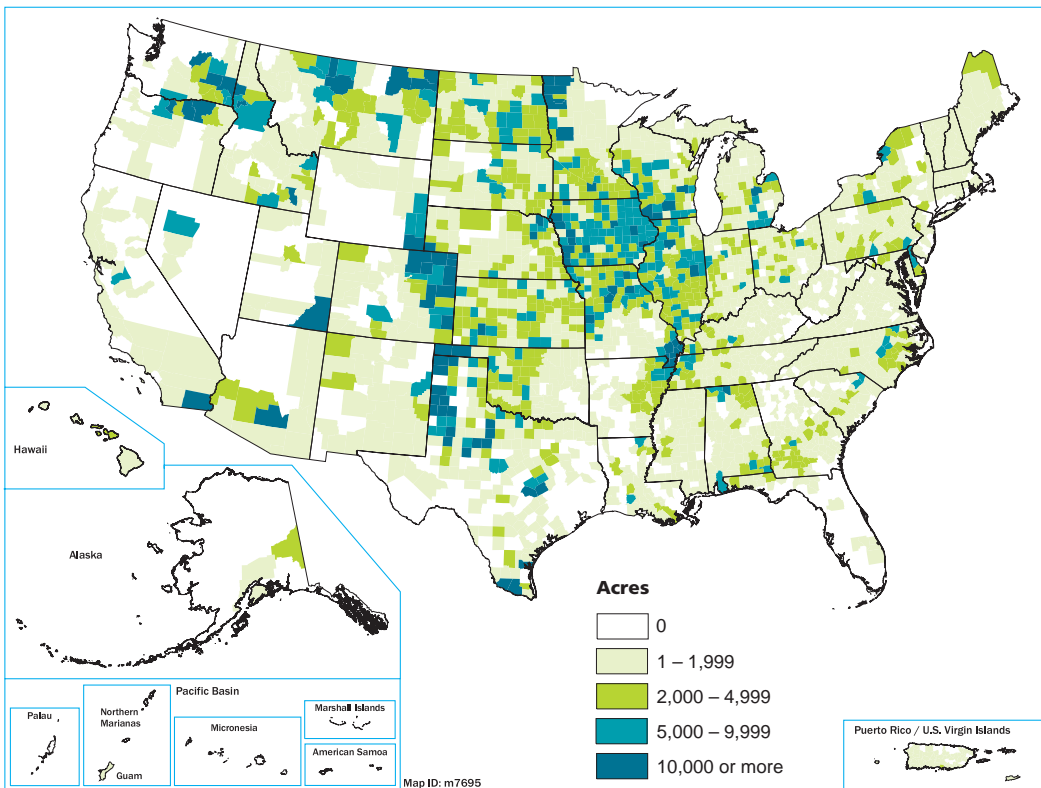 Hawaii
Alaska
Pacific Basin
Palau
Northern
Marianas
Guam
Micronesia
Marshall Islands
American Samoa
Map ID: m7695
Acres
0
1 – 1,999
2,000 – 4,999
5,000 – 9,999
10,000 or more
Puerto Rico / U.S. Virgin Islands